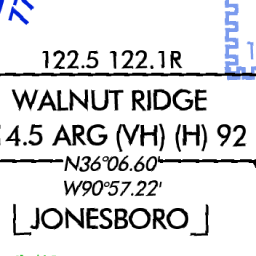 122.5 122.1R
WALNUT RIDGE
4.5 ARG (VH) (H) 92
N36°06.60'
W90°57.22'
JONESBORO